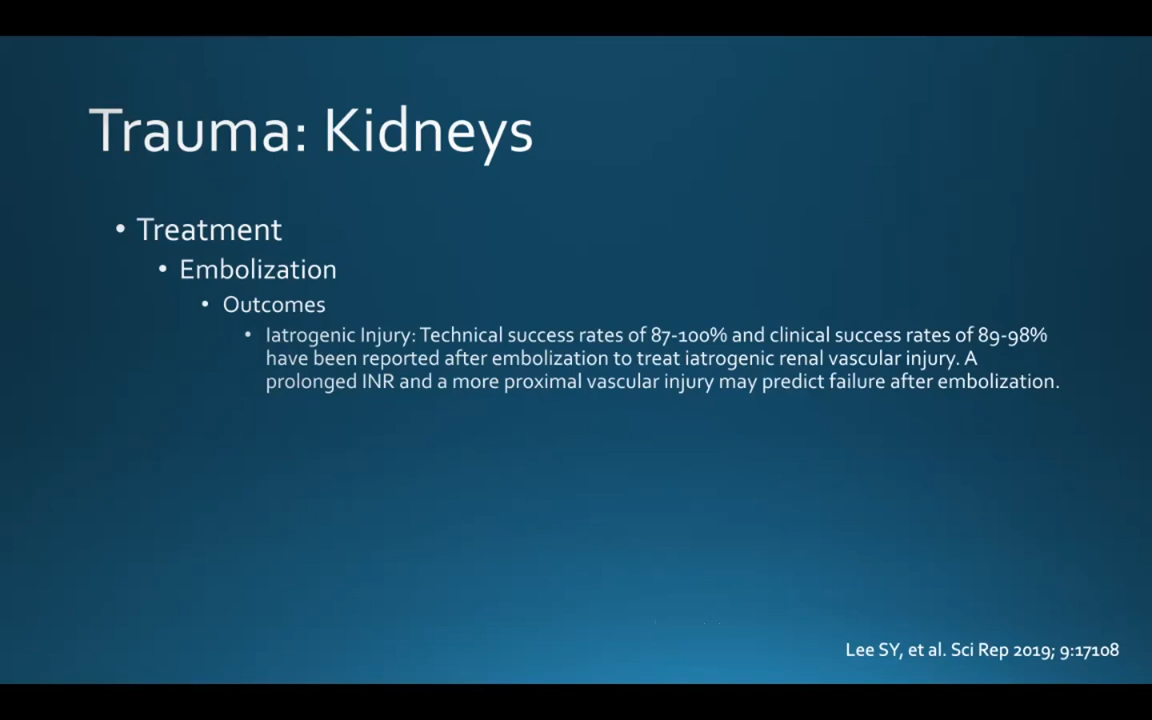 Trauma: Kidneys
• Treatment
• Embolization
• Outcomes
• Iatrogenic Injury: Technical success rates of 87-100% and clinical success rates of 89-98%
have been reported after embolization to treat iatrogenic renal vascular injury. A
prolonged INR and a more proximal vascular injury may predict failure after embolization.
Lee SY, et al. Sci Rep 2019; 9:17108